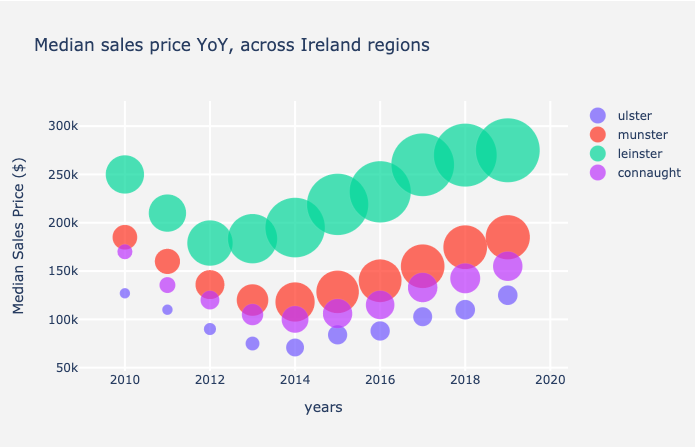 Median sales price YoY, across Ireland regions
300k
250k
200k
150k
100k
50k
Median Sales Price ($)
2010
2012
2014
2016
2018
2020
years
ulster
munster
leinster
connaught